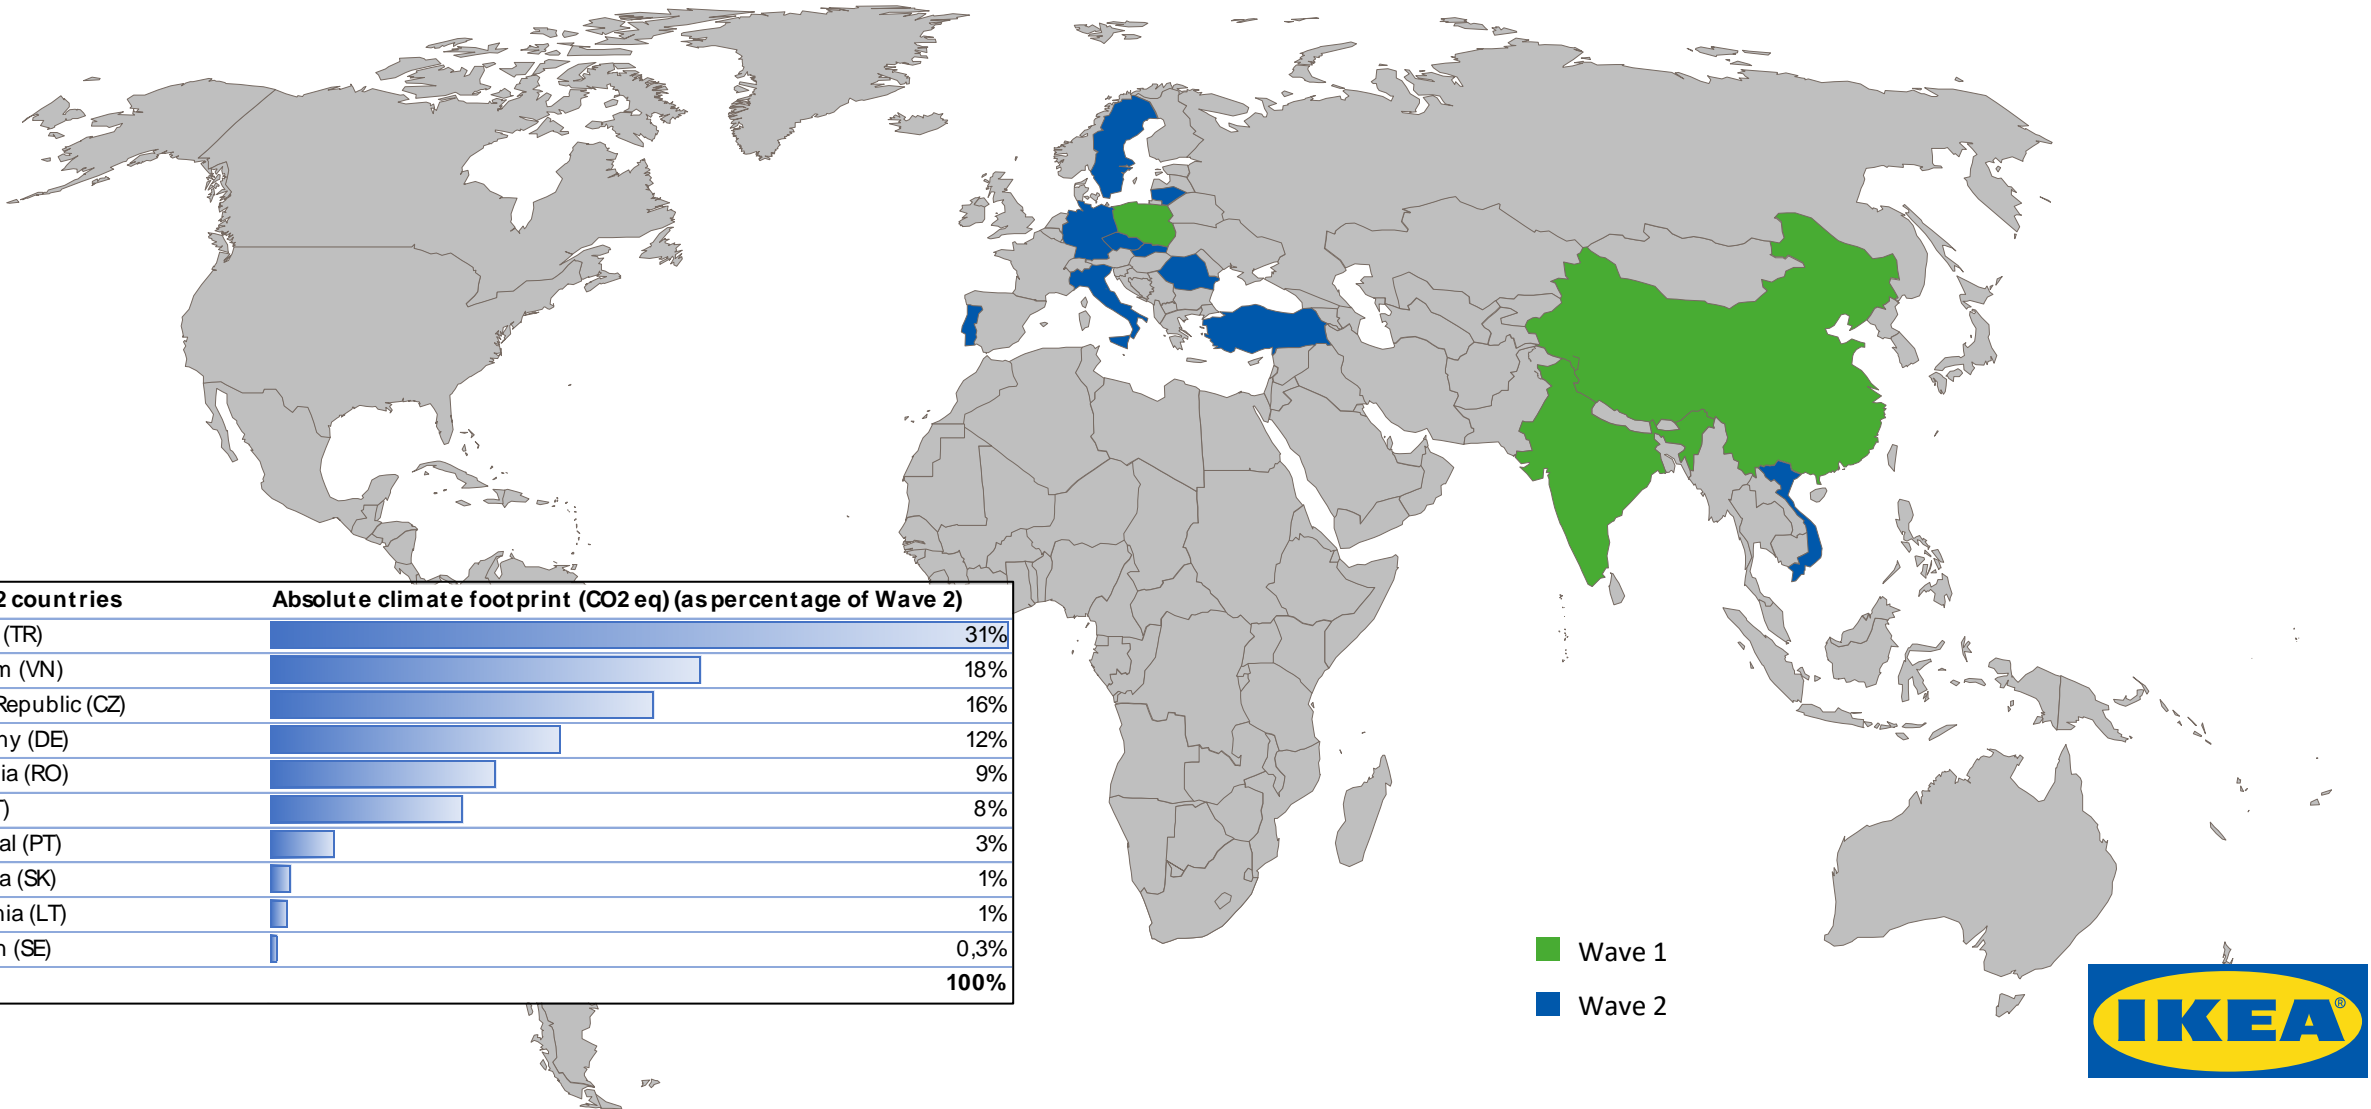 2 countries Absolute climate footprint (CO2 eq) (as percentage of Wave 2)
(TR) 31%
m (VN) 18%
Republic (CZ) 16%
ny (DE) 12%
ia (RO) 9%
T) 8%
al (PT) 3%
a (SK) 1%
nia (LT) 1%
n (SE) 0,3%
100%
Wave 1
Wave 2
IKEA®